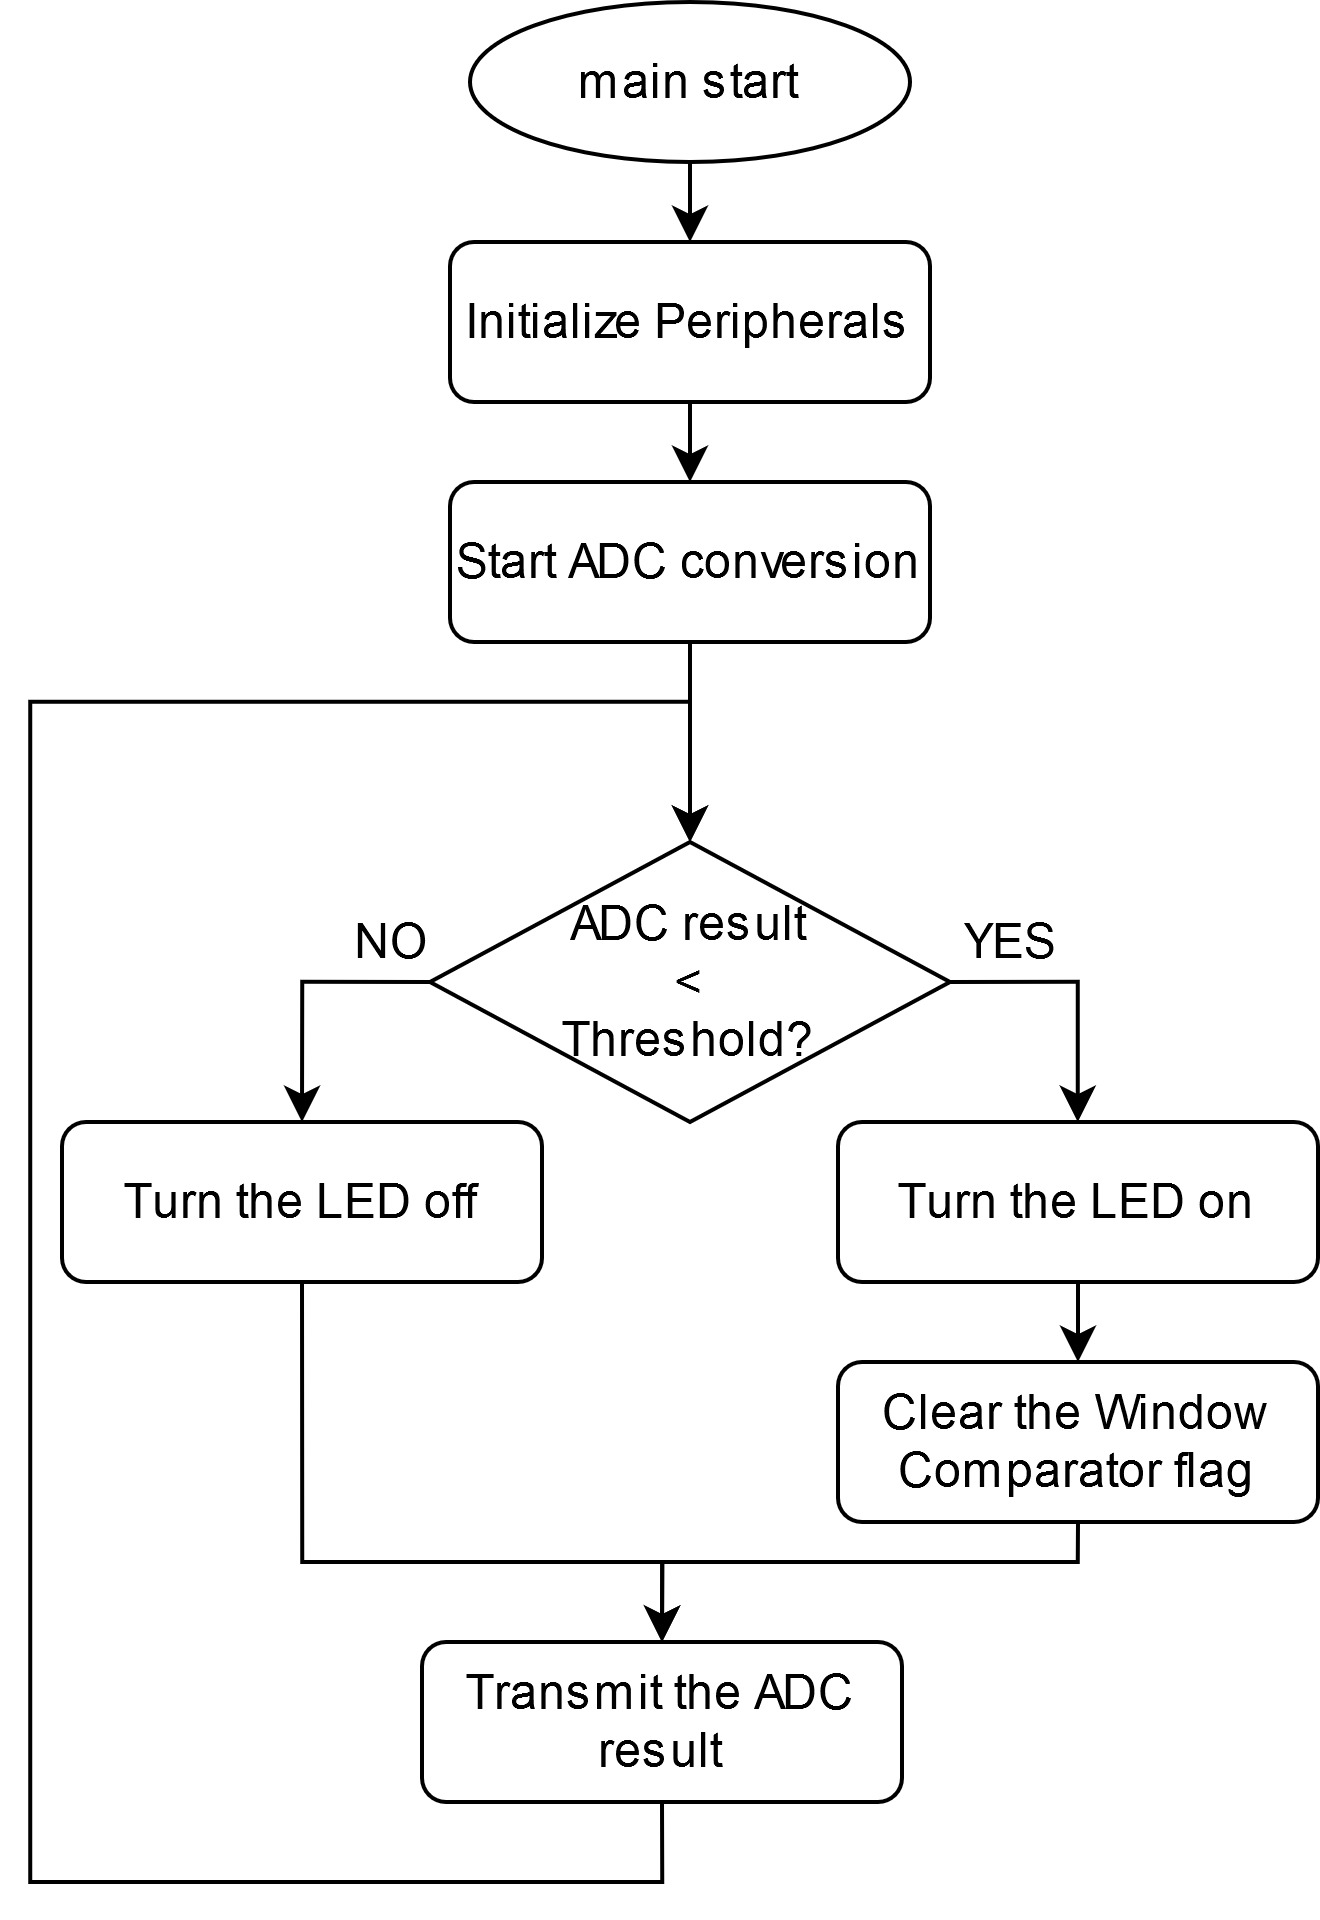 main start
Initialize Peripherals
Start ADC conversion
NO
ADC result
<
Threshold?
YES
Turn the LED off
Turn the LED on
Clear the Window
Comparator flag
Transmit the ADC
result